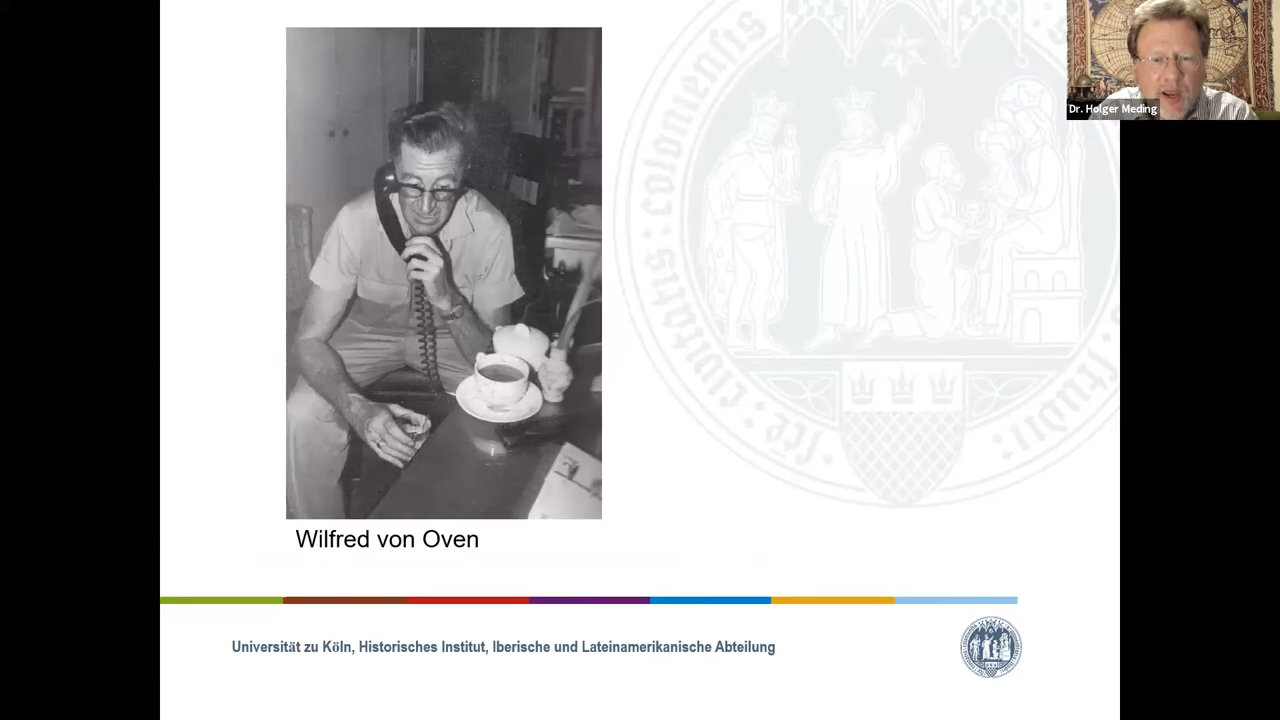 Dr. Holger Meding
Wilfred von Oven
Universität zu Köln, Historisches Institut, Iberische und Lateinamerikanische Abteilung